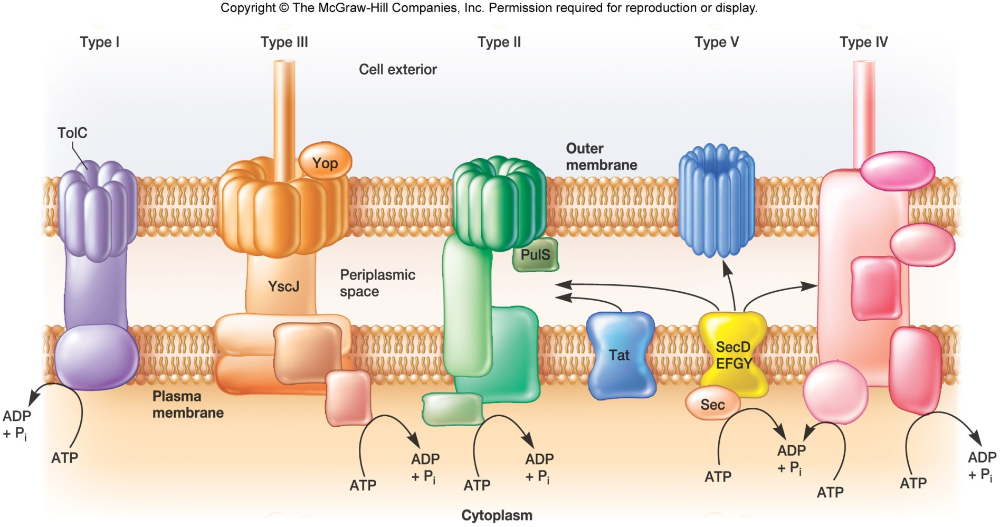 Copyright © The McGraw-Hill Companies, Inc. Permission required for reproduction or display.
Type I
Type III
Type II
Type V
Type IV
Cell exterior
TolC
Yop
Outer
membrane
PulS
YscJ
Periplasmic
space
Tat
SecD
EFGY
Sec
Plasma
membrane
ADP
+ Pi
ATP
ATP
ADP
+ Pi
ATP
ADP
+ Pi
ATP
ADP
+ Pi
ATP
ATP
ADP
+ Pi
Cytoplasm